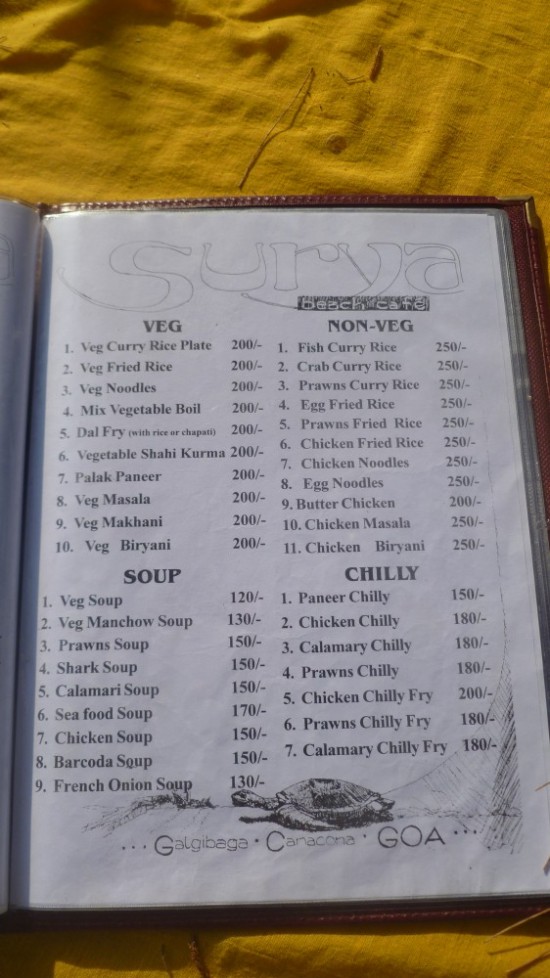 Surya
beach café
VEG
1. Veg Curry Rice Plate 200/-
2. Veg Fried Rice 200/-
3. Veg Noodles 200/-
4. Mix Vegetable Boil 200/-
5. Dal Fry (with rice or chapati) 200/-
6. Vegetable Shahi Kurma 200/-
7. Palak Paneer 200/-
8. Veg Masala 200/-
9. Veg Makhani 200/-
10. Veg Biryani 200/-
NON-VEG
1. Fish Curry Rice 250/-
2. Crab Curry Rice 250/-
3. Prawns Curry Rice 250/-
4. Egg Fried Rice 250/-
5. Prawns Fried Rice 250/-
6. Chicken Fried Rice 250/-
7. Chicken Noodles 250/-
8. Egg Noodles 250/-
9. Butter Chicken 200/-
10. Chicken Masala 250/-
11. Chicken Biryani 250/-
SOUP
1. Veg Soup 120/-
2. Veg Manchow Soup 130/-
3. Prawns Soup 150/-
4. Shark Soup 150/-
5. Calamari Soup 150/-
6. Sea food Soup 170/-
7. Chicken Soup 150/-
8. Barcoda Soup 150/-
9. French Onion Soup 130/-
CHILLY
1. Paneer Chilly 150/-
2. Chicken Chilly 180/-
3. Calamary Chilly 180/-
4. Prawns Chilly 180/-
5. Chicken Chilly Fry 200/-
6. Prawns Chilly Fry 180/-
7. Calamary Chilly Fry 180/-
... Galgibaga • Canacona • GOA ...